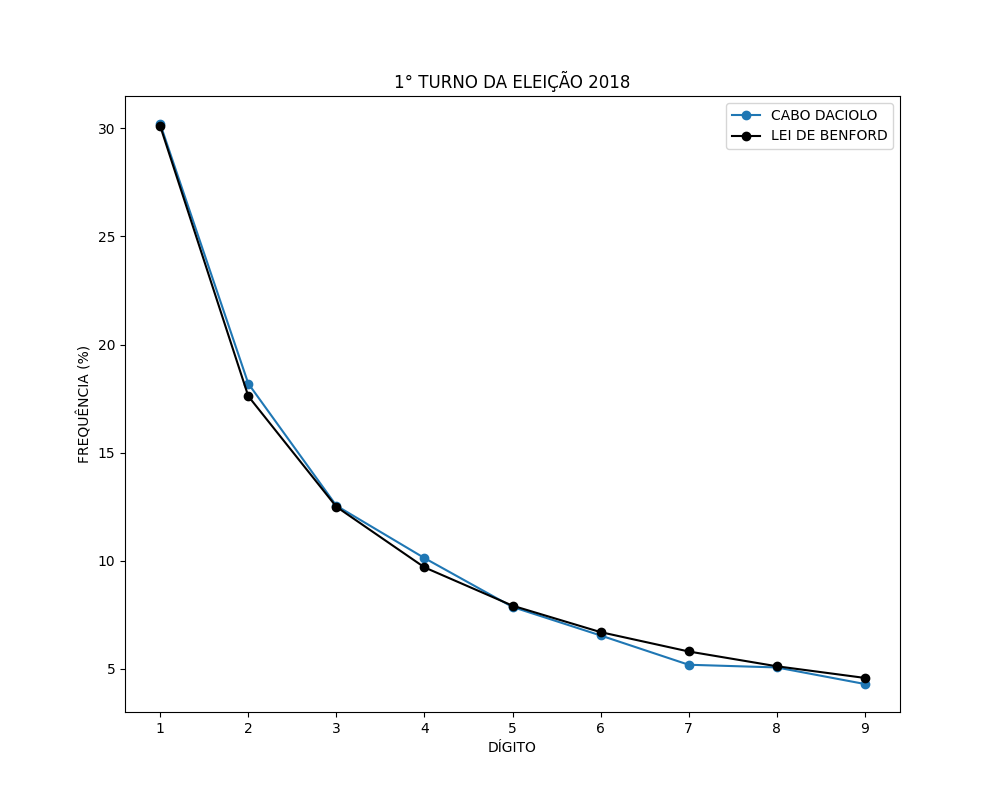 1° TURNO DA ELEIÇÃO 2018
CABO DACIOLO
LEI DE BENFORD
FREQUÊNCIA (%)
30
25
20
15
10
5
1 2 3 4 5 6 7 8 9
DÍGITO